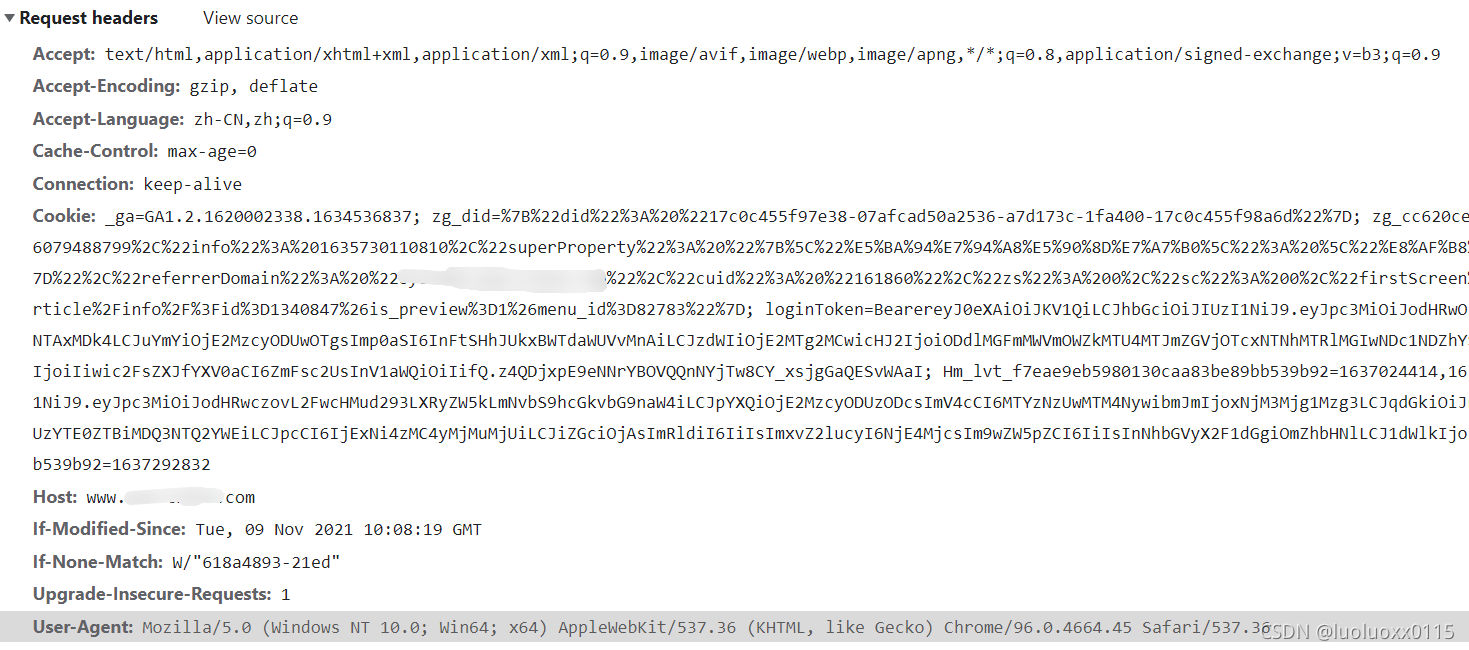 Request headers View source
Accept: text/html,application/xhtml+xml,application/xml;q=0.9,image/avif,image/webp,image/apng,*/*;q=0.8,application/signed-exchange;v=b3;q=0.9
Accept-Encoding: gzip, deflate
Accept-Language: zh-CN,zh;q=0.9
Cache-Control: max-age=0
Connection: keep-alive
Cookie: _ga=GA1.2.1620002338.1634536837; zg_did=%7B%22did%22%3A%20%2217c0c455f97e38-07afcad50a2536-a7d173c-1fa400-17c0c455f98a6d%22%7D; zg_cc620ce
6079488799%2C%22info%22%3A%201635730110810%2C%22superProperty%22%3A%20%22%7B%5C%22%E5%BA%94%E7%94%A8%E5%90%8D%E7%A7%B0%5C%22%3A%20%5C%22%E8%AF%B8%
7D%22%2C%22referrerDomain%22%3A%20%22 %22%2C%22cuid%22%3A%20%22161860%22%2C%22zs%22%3A%200%2C%22sc%22%3A%200%2C%22firstScreen%
rticle%2Finfo%2F%3Fid%3D1340847%26is_preview%3D1%26menu_id%3D82783%22%7D; loginToken=BearereyJ0eXAiOiJKV1QiLCJhbGciOiJIUzI1NiJ9.eyJpc3MiOiJodHRwO
NTAxMDk4LCJuYmYiOjE2MzcyODUwOTgsImp0aSI6InFtSHhJUkxBWTdaWUVvMnAiLCJzdWIiOjE2MTg2MCwicHJ2IjoiODdlMGFmMWVmOWZkMTU4MTJmZGVjOTcxNTNhMTRlMGIwNDc1NDZhY
IjoiIiwic2FsZXJfYXV0aCI6ZmFsc2UsInV1aWQiOiIifQ.z4QDjxpE9eNNrYBOVQQnNYjTw8CY_xsjgGaQESvWAaI; Hm_lvt_f7eae9eb5980130caa83be89bb539b92=1637024414,16
1NiJ9.eyJpc3MiOiJodHRwczovL2FwcHMud293LXRyZW5kLmNvbS9hcGkvbG9naW4iLCJpYXQiOjE2MzcyODUzODcsImV4cCI6MTYzNzUwMTM4NywibmJmIjoxNjM3Mjg1Mzg3LCJqdGkiOiJ
UzYTE0ZTBiMDQ3NTQ2YWEiLCJpcCI6IjExNi4zMC4yMjMuMjUiLCJiZGciOjAsImRldiI6IiIsImxvZ2lucyI6NjE4MjcsIm9wZW5pZCI6IiIsInNhbGVyX2F1dGgiOmZhbHNlLCJ1dWlkIjo
b539b92=1637292832
Host: www. .com
If-Modified-Since: Tue, 09 Nov 2021 10:08:19 GMT
If-None-Match: W/"618a4893-21ed"
Upgrade-Insecure-Requests: 1
User-Agent: Mozilla/5.0 (Windows NT 10.0; Win64; x64) AppleWebKit/537.36 (KHTML, like Gecko) Chrome/96.0.4664.45 Safari/537.36
CSDN @luoluoxx0115